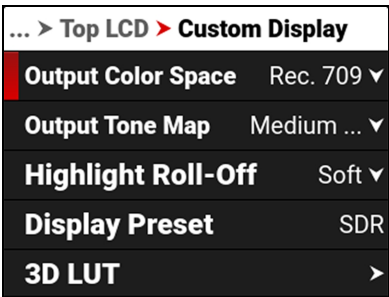 ... > Top LCD > Custom Display
Output Color Space Rec. 709
Output Tone Map Medium ...
Highlight Roll-Off Soft
Display Preset SDR
3D LUT >